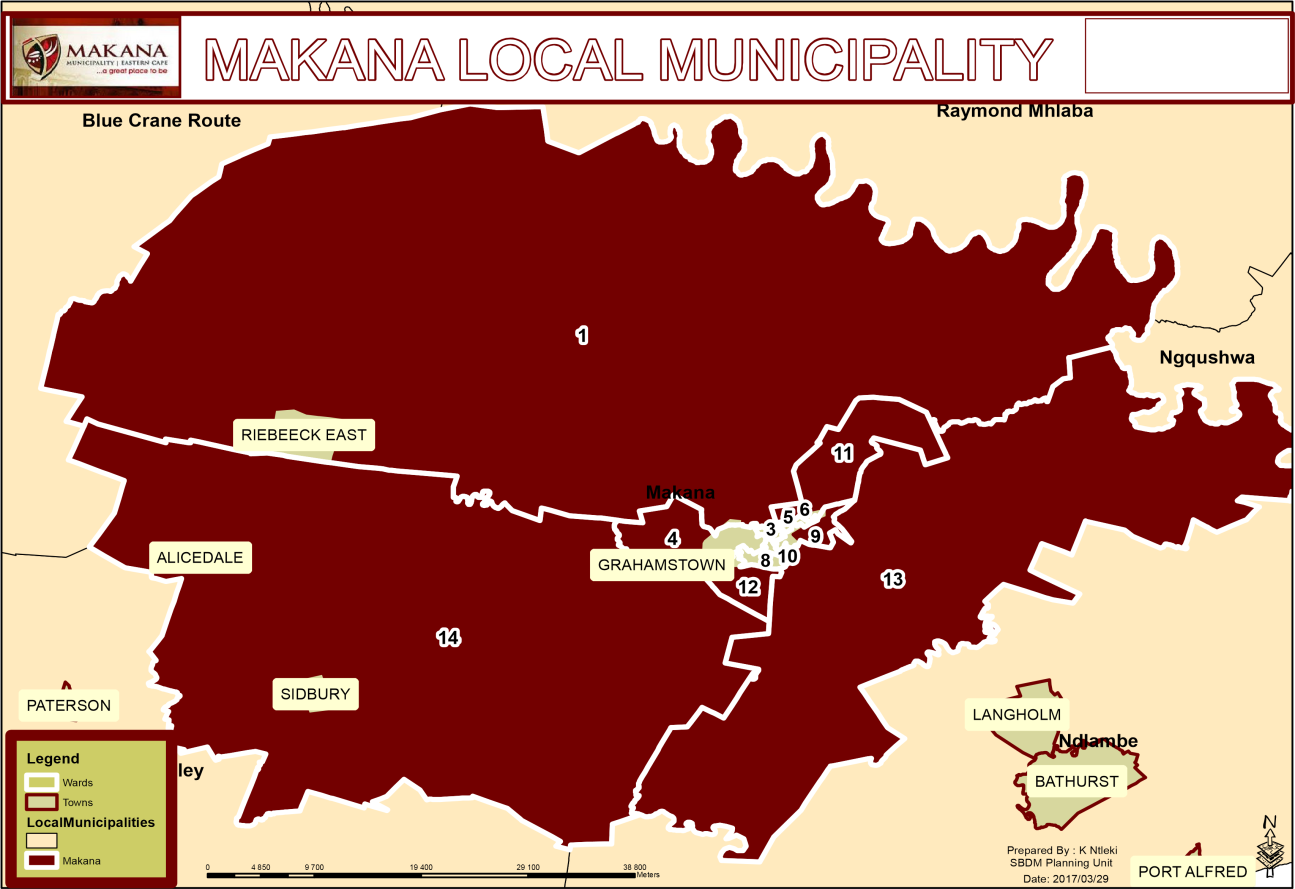 MAKANA
MUNICIPALITY | EASTERN CAPE
...a great place to be
MAKANA LOCAL MUNICIPALITY
Blue Crane Route
Raymond Mhlaba
Ngqushwa
1
RIEBEECK EAST
11
Makana
6
5
3
9
4
10
8
GRAHAMSTOWN
ALICEDALE
12
13
14
SIDBURY
PATERSON
LANGHOLM
Ndlambe
BATHURST
ley
Legend
Wards
Towns
LocalMunicipalities
Makana
0 4 850 9 700 19 400 29 100 38 800
Meters
N
Prepared By : K Ntleki
SBDM Planning Unit
Date: 2017/03/29
PORT ALFRED